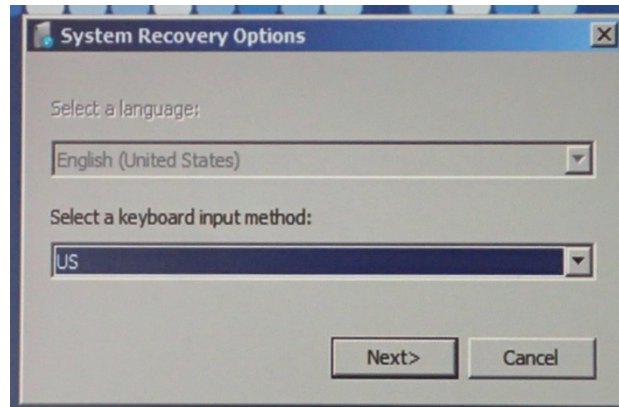 System Recovery Options
Select a language:
English (United States)
Select a keyboard input method:
US
Next>
Cancel